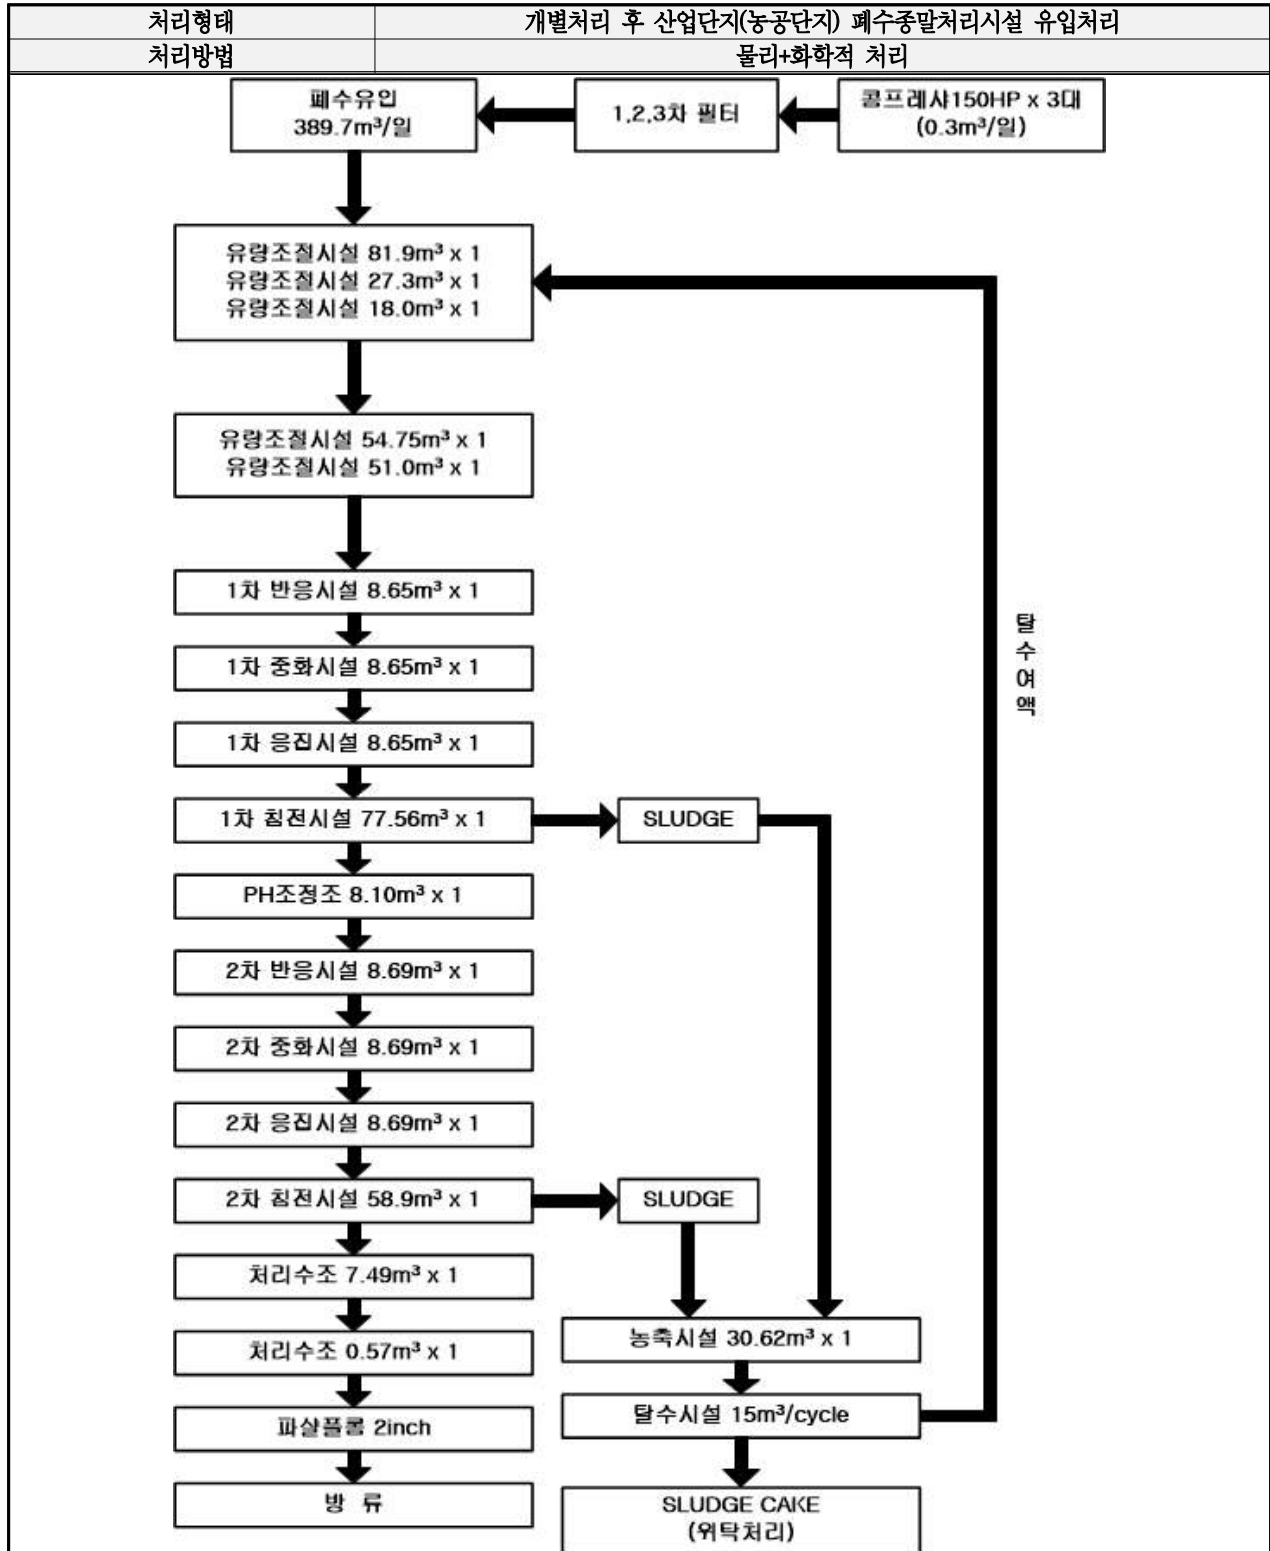 처리형태
개별처리 후 산업단지(농공단지) 폐수종말처리시설 유입처리
처리방법
물리+화학적 처리
폐수유입
389.7m³/일
1,2,3차 필터
콤프레샤150HP x 3대
(0.3m³/일)
유량조절시설 81.9m³ x 1
유량조절시설 27.3m³ x 1
유량조절시설 18.0m³ x 1
유량조절시설 54.75m³ x 1
유량조절시설 51.0m³ x 1
1차 반응시설 8.65m³ x 1
1차 중화시설 8.65m³ x 1
1차 응집시설 8.65m³ x 1
1차 침전시설 77.56m³ x 1
SLUDGE
PH조정조 8.10m³ x 1
2차 반응시설 8.69m³ x 1
2차 중화시설 8.69m³ x 1
2차 응집시설 8.69m³ x 1
2차 침전시설 58.9m³ x 1
SLUDGE
처리수조 7.49m³ x 1
처리수조 0.57m³ x 1
파샬플룸 2inch
방 류
농축시설 30.62m³ x 1
탈수시설 15m³/cycle
SLUDGE CAKE
(위탁처리)
탈
수
여
액